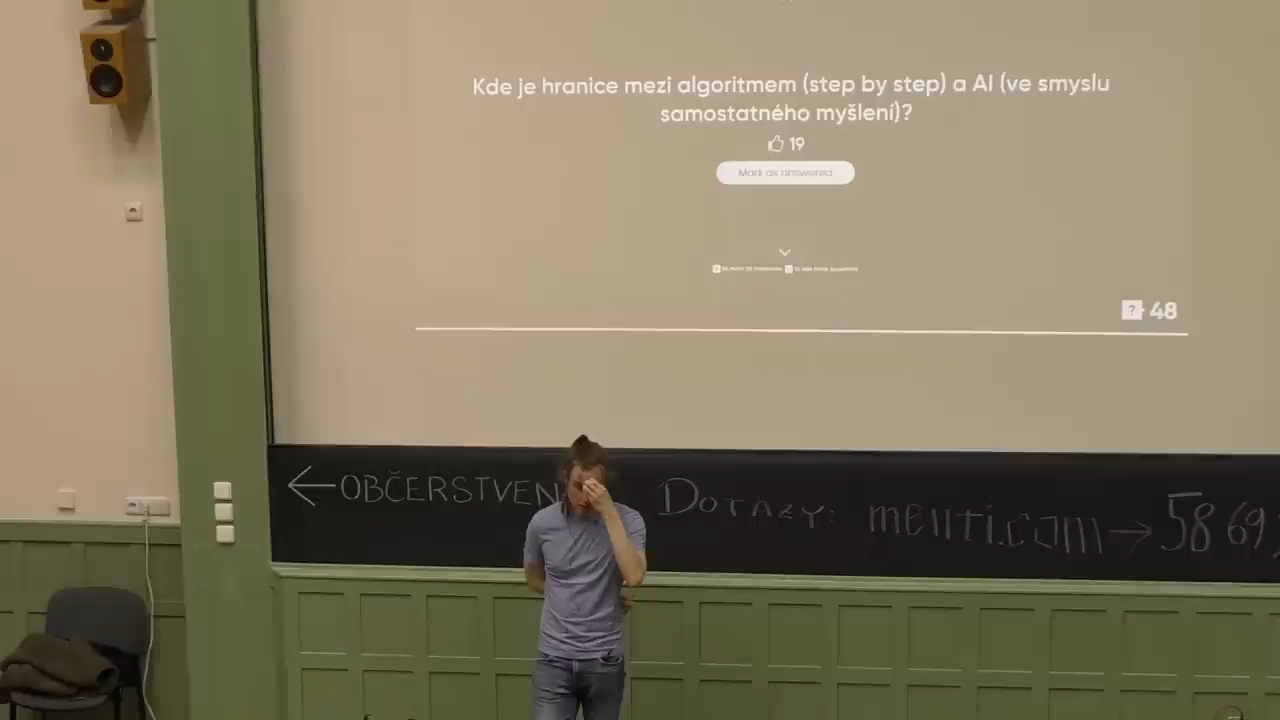 Kde je hranice mezi algoritmem (step by step) a AI (ve smyslu
samostatného myšlení)?
19
Mark as answered
? 48
← OBČERSTVEN
DOTAZY: menti.com → 58 69